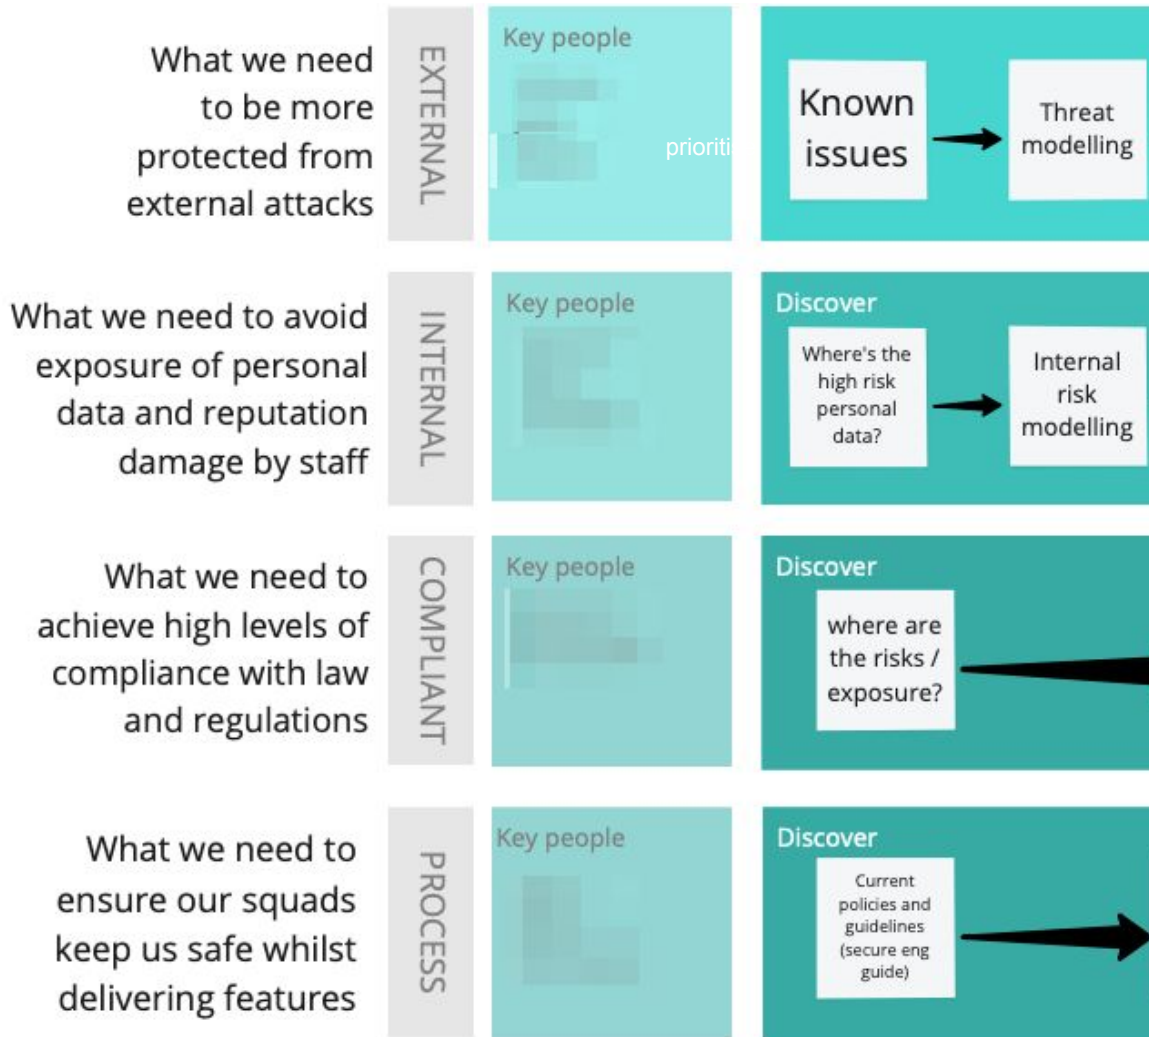 What we need
to be more
protected from
external attacks
EXTERNAL
Key people
prioriti
Known
issues
Threat
modelling
What we need to avoid
exposure of personal
data and reputation
damage by staff
INTERNAL
Key people
Discover
Where's the
high risk
personal
data?
Internal
risk
modelling
What we need to
achieve high levels of
compliance with law
and regulations
COMPLIANT
Key people
Discover
where are
the risks /
exposure?
What we need to
ensure our squads
keep us safe whilst
delivering features
PROCESS
Key people
Discover
Current
policies and
guidelines
(secure eng
guide)